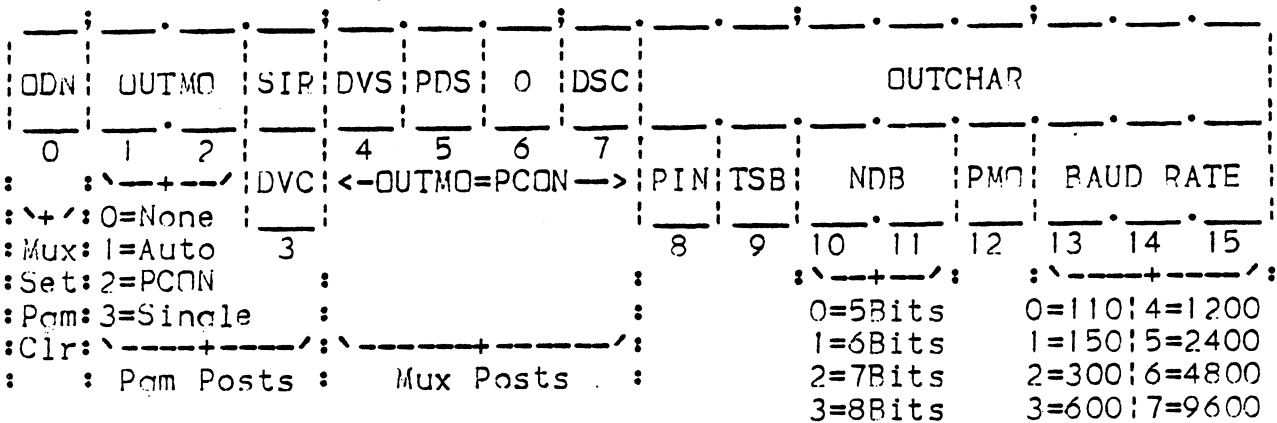 ODN OUTMO SIR DVS PDS 0 DSC OUTCHAR
0 1 2 4 5 6 7
DVC <-OUTMO=PCON--> PIN TSB NDB PMO BAUD RATE
0=None
Mux 1=Auto 3 8 9 10 11 12 13 14 15
Set 2=PCON
Pgm 3=Single 0=5Bits 0=110 4=1200
Clr 1=6Bits 1=150 5=2400
Pgm Posts Mux Posts 2=7Bits 2=300 6=4800
3=8Bits 3=600 7=9600